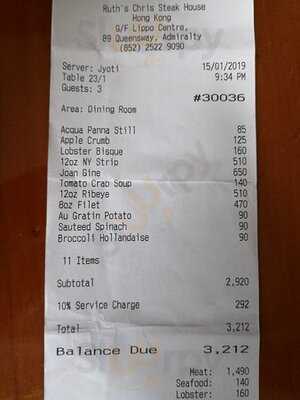 Ruth's Chris Steak House
Hong Kong
G/F Lippo Centre,
89 Queensway, Admiralty
(852) 2522 9090
Server: Jyoti 15/01/2019
Table 23/1 9:34 PM
Guests: 3
#30036
Area: Dining Room
Acqua Panna Still 85
Apple Crumb 125
Lobster Bisque 160
12oz NY Strip 510
Joan Gine 650
Tomato Crab Soup 140
12oz Ribeye 510
8oz Filet 470
Au Gratin Potato 90
Sauteed Spinach 90
Broccoli Hollandaise 90
11 Items
Subtotal 2,920
10% Service Charge 292
Total 3,212
Balance Due 3,212
Meat: 1,490
Seafood: 140
Lobster: 160